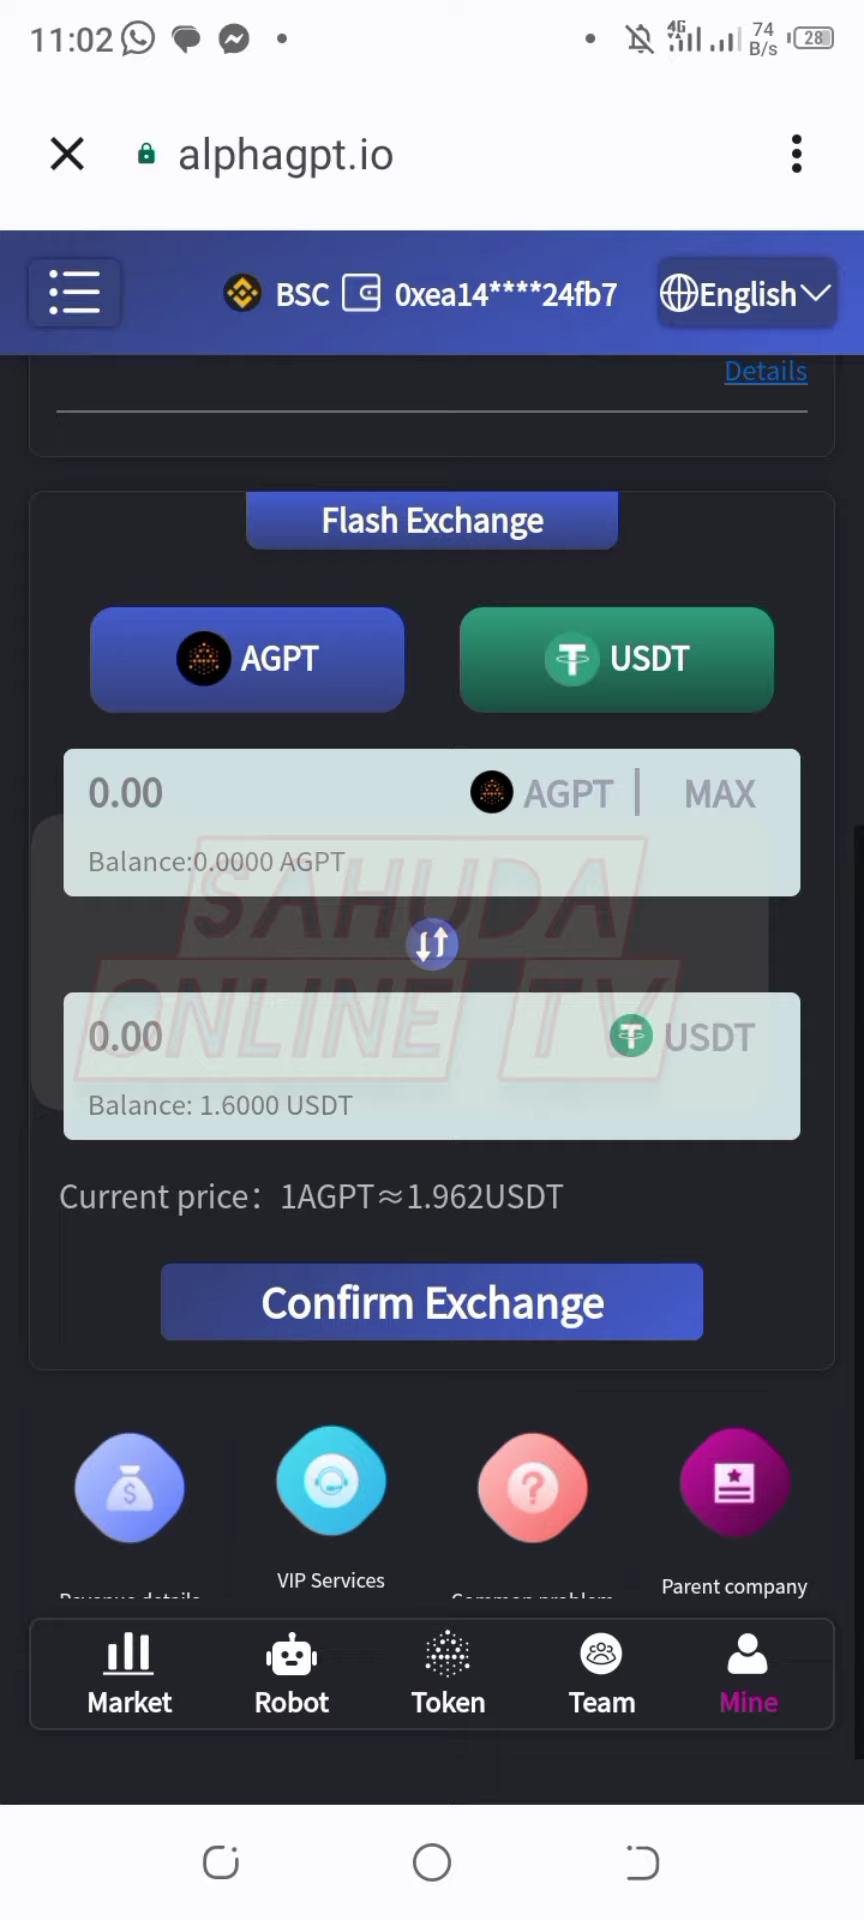 11:02
4G
74 B/s
28
alphagpt.io
BSC 0xea14****24fb7 English
Details
Flash Exchange
AGPT USDT
0.00 AGPT | MAX
Balance:0.0000 AGPT
SAHUDA
ONLINE TV
0.00 USDT
Balance: 1.6000 USDT
Current price：1AGPT≈1.962USDT
Confirm Exchange
VIP Services
Parent company
Market Robot Token Team Mine